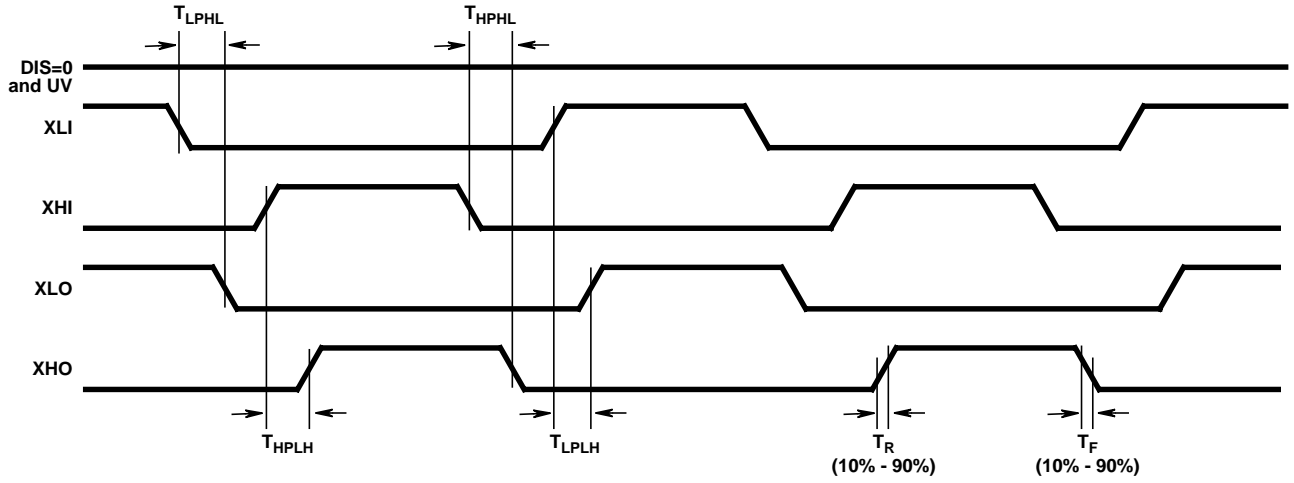 T_LPHL T_HPHL
DIS=0
and UV
XLI
XHI
XLO
XHO
T_HPLH T_LPLH T_R T_F
(10% - 90%) (10% - 90%)